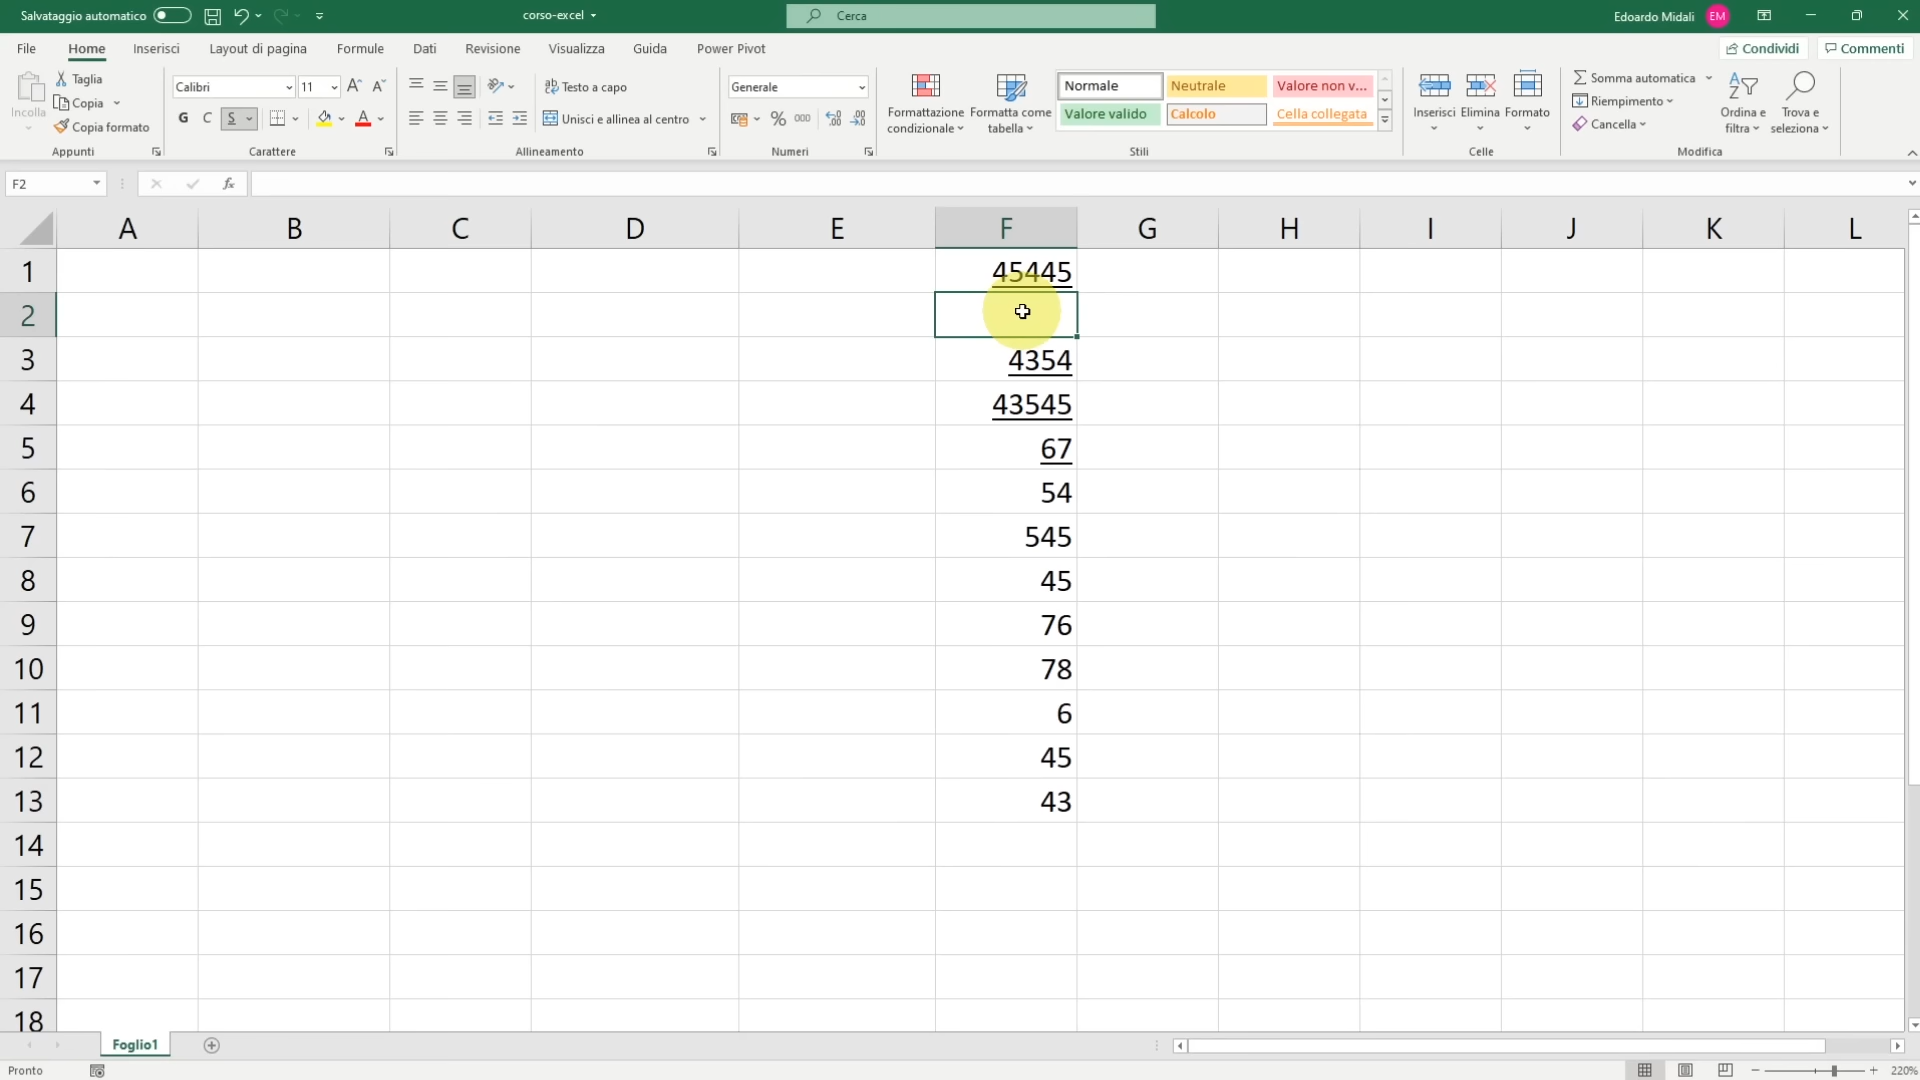 Salvataggio automatico
corso-excel
Cerca
Edoardo Midali
EM
File
Home
Inserisci
Layout di pagina
Formule
Dati
Revisione
Visualizza
Guida
Power Pivot
Condividi
Commenti
Incolla
Taglia
Copia
Copia formato
Appunti
Calibri
11
G
C
S
Carattere
Testo a capo
Unisci e allinea al centro
Allineamento
Generale
%
000
Numeri
Formattazione condizionale
Formatta come tabella
Normale
Neutrale
Valore non v...
Valore valido
Calcolo
Cella collegata
Stili
Inserisci
Elimina
Formato
Celle
Somma automatica
Riempimento
Cancella
Ordina e filtra
Trova e seleziona
Modifica
F2
fx
A B C D E F G H I J K L
1 45445
2
3 4354
4 43545
5 67
6 54
7 545
8 45
9 76
10 78
11 6
12 45
13 43
14
15
16
17
18
Foglio1
Pronto
220%